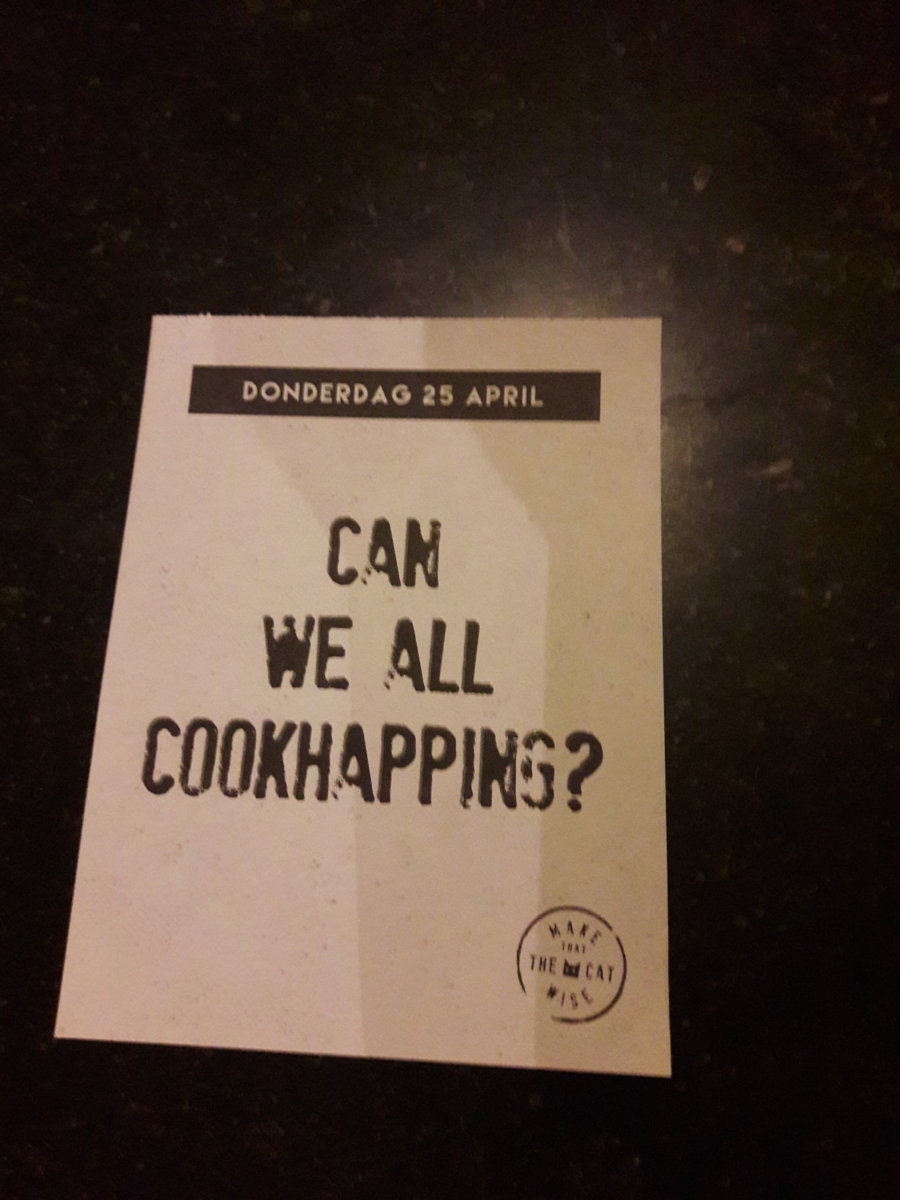 DONDERDAG 25 APRIL
CAN
WE ALL
COOKHAPPING?
MAKE
THAT
THE CAT
WISE